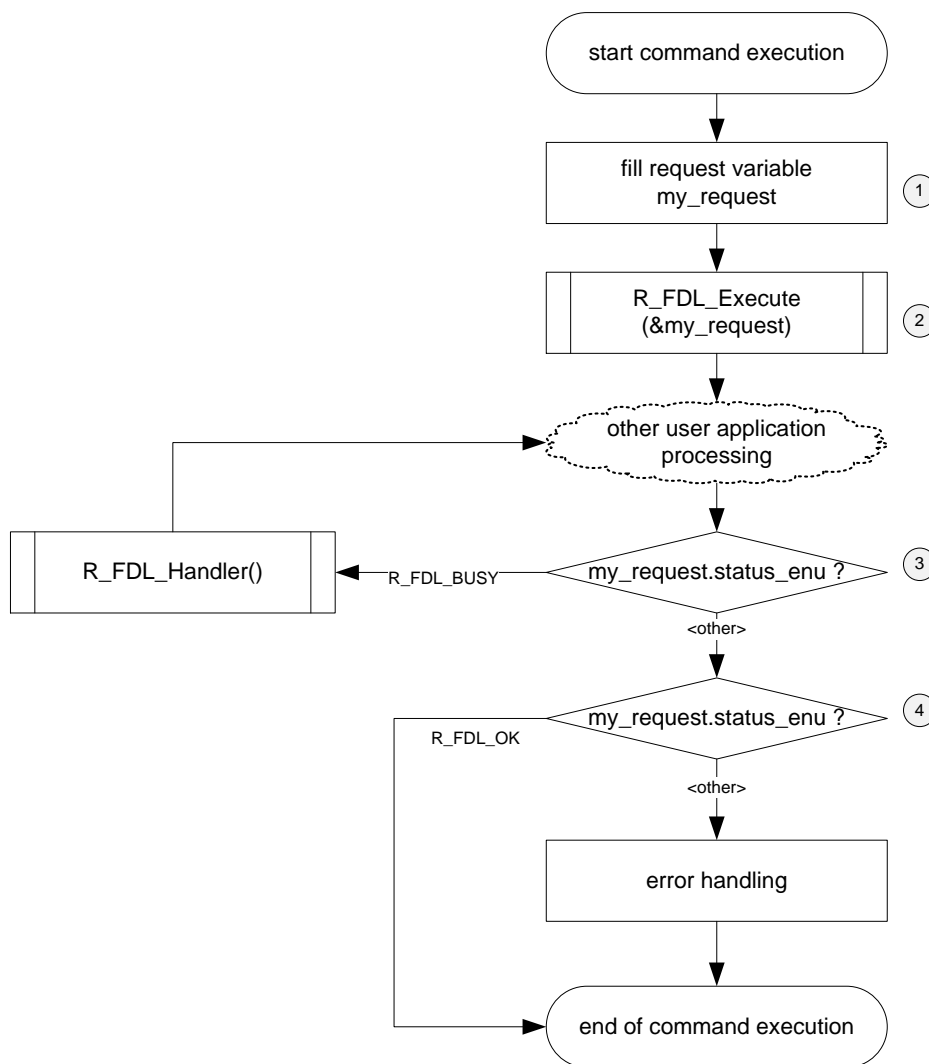 start command execution
fill request variable
my_request
1
R_FDL_Execute
(&my_request)
2
other user application
processing
R_FDL_Handler()
R_FDL_BUSY
my_request.status_enu ?
3
<other>
my_request.status_enu ?
4
R_FDL_OK
<other>
error handling
end of command execution